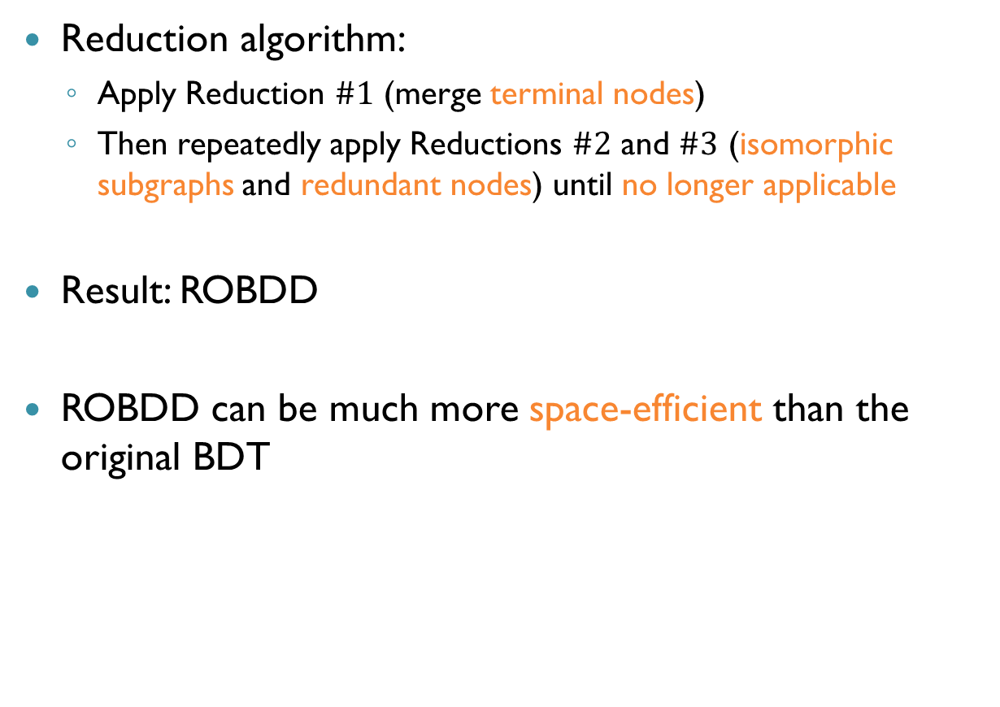 • Reduction algorithm:
◦ Apply Reduction #1 (merge terminal nodes)
◦ Then repeatedly apply Reductions #2 and #3 (isomorphic
subgraphs and redundant nodes) until no longer applicable
• Result: ROBDD
• ROBDD can be much more space-efficient than the
original BDT